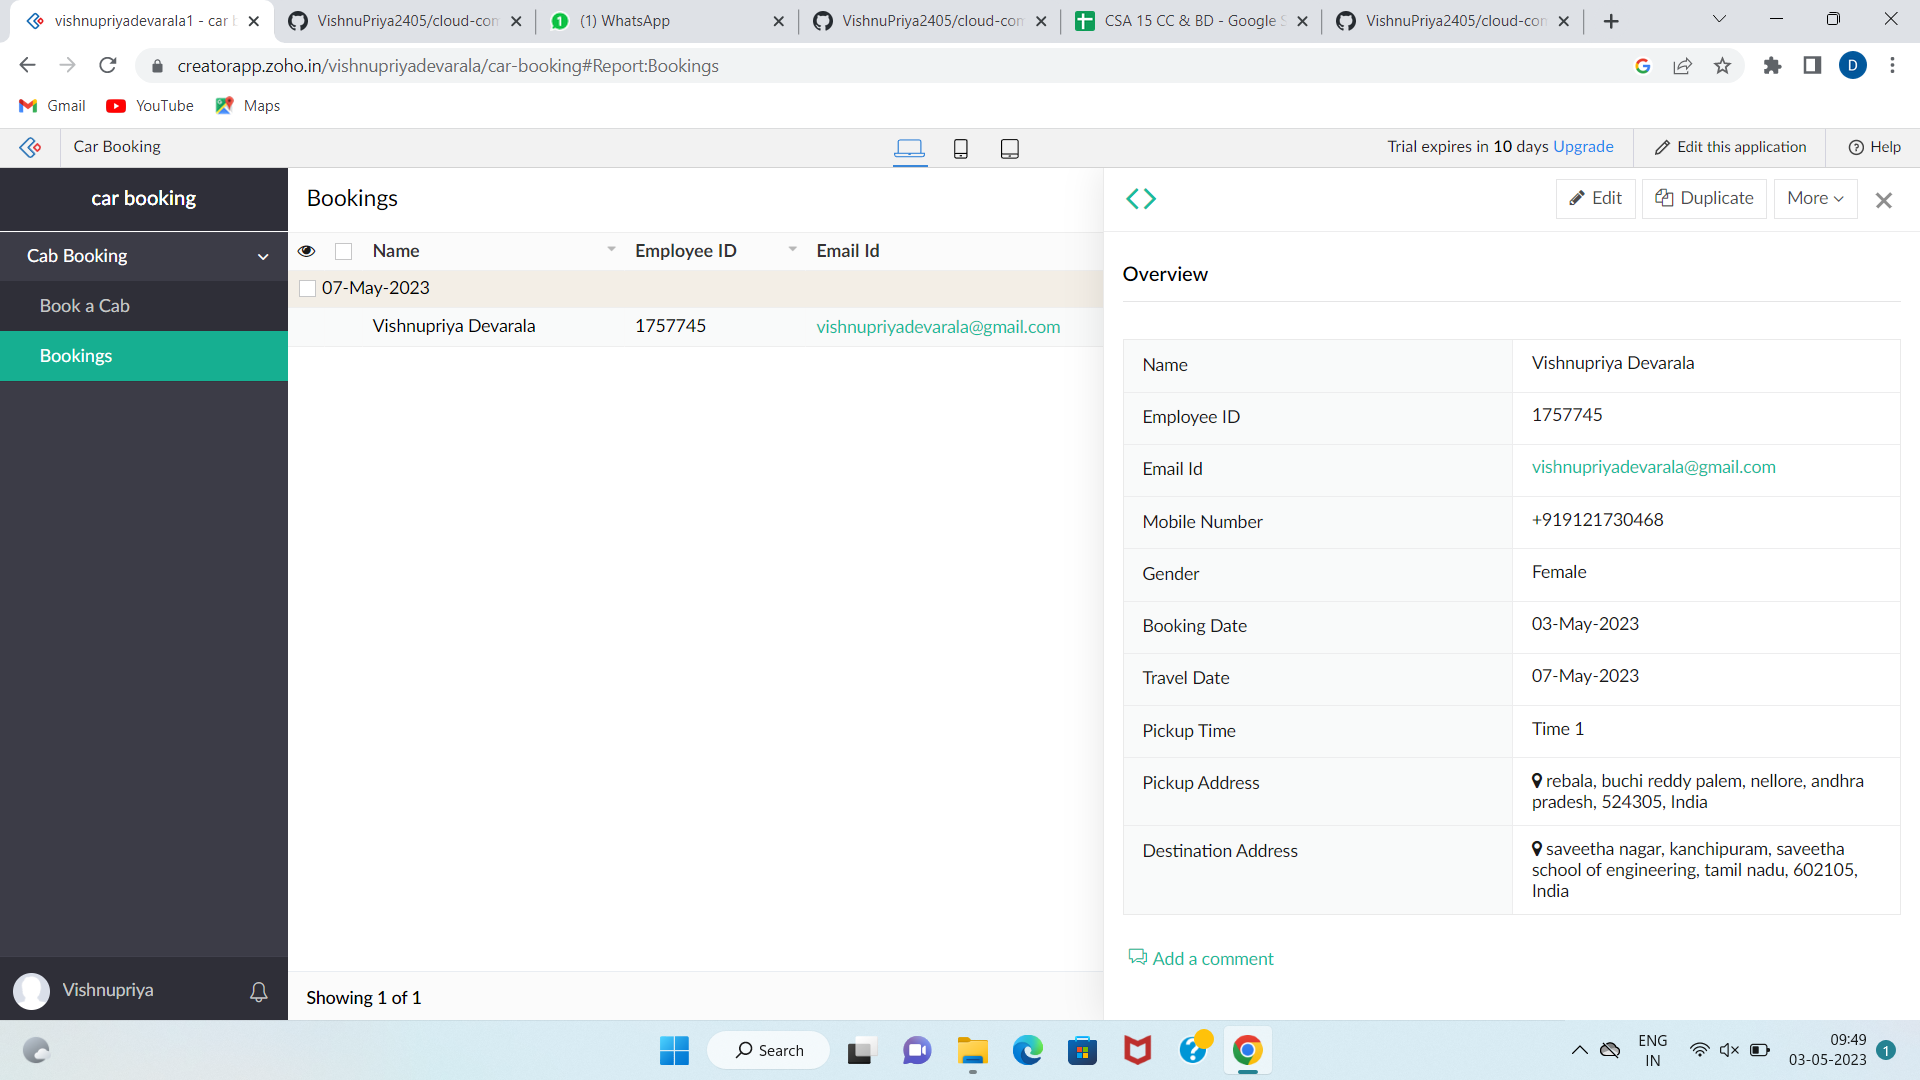 vishnupriyadevarala1 - car b
VishnuPriya2405/cloud-com
(1) WhatsApp
VishnuPriya2405/cloud-com
CSA 15 CC & BD - Google S
VishnuPriya2405/cloud-com
creatorapp.zoho.in/vishnupriyadevarala/car-booking#Report:Bookings
D
Gmail
YouTube
Maps
Car Booking
Trial expires in 10 days Upgrade
Edit this application
Help
car booking
Cab Booking
Book a Cab
Bookings
Vishnupriya
Bookings
Name Employee ID Email Id
07-May-2023
Vishnupriya Devarala 1757745 vishnupriyadevarala@gmail.com
Showing 1 of 1
Edit
Duplicate
More
Overview
Name Vishnupriya Devarala
Employee ID 1757745
Email Id vishnupriyadevarala@gmail.com
Mobile Number +919121730468
Gender Female
Booking Date 03-May-2023
Travel Date 07-May-2023
Pickup Time Time 1
Pickup Address rebala, buchi reddy palem, nellore, andhra
pradesh, 524305, India
Destination Address saveetha nagar, kanchipuram, saveetha
school of engineering, tamil nadu, 602105,
India
Add a comment
Search
ENG
IN
09:49
03-05-2023
1